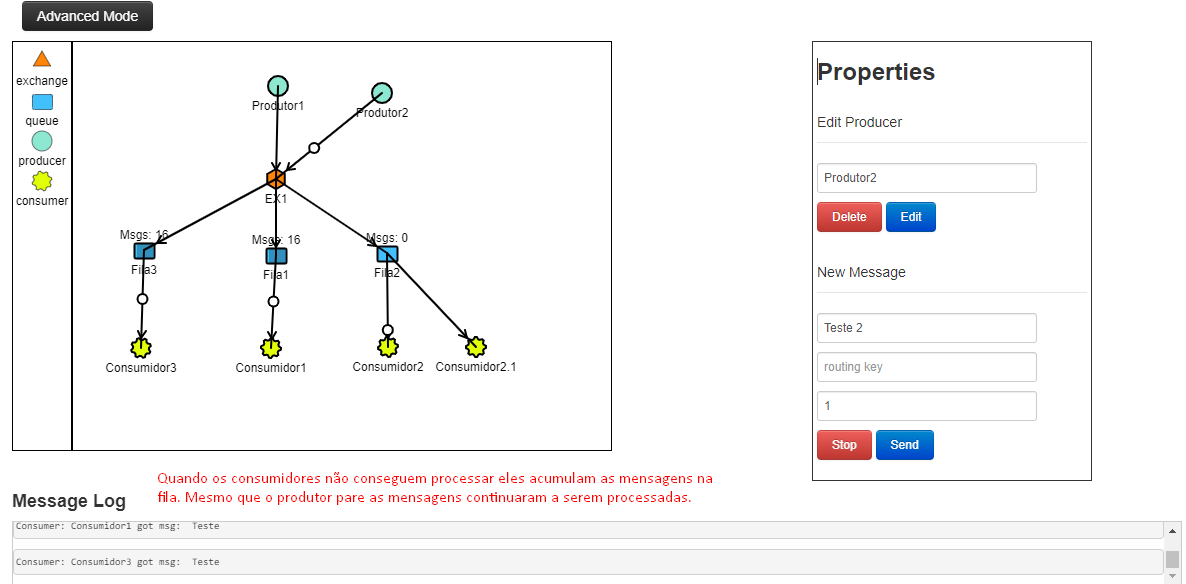 Advanced Mode
exchange
queue
producer
consumer
Produtor1
Produtor2
EX1
Msgs: 16
Fila3
Msgs: 16
Fila1
Msgs: 0
Fila2
Consumidor3
Consumidor1
Consumidor2
Consumidor2.1
Properties
Edit Producer
Produtor2
Delete
Edit
New Message
Teste 2
routing key
1
Stop
Send
Quando os consumidores não conseguem processar eles acumulam as mensagens na
fila. Mesmo que o produtor pare as mensagens continuaram a serem processadas.
Message Log
Consumer: Consumidor1 got msg: Teste
Consumer: Consumidor3 got msg: Teste